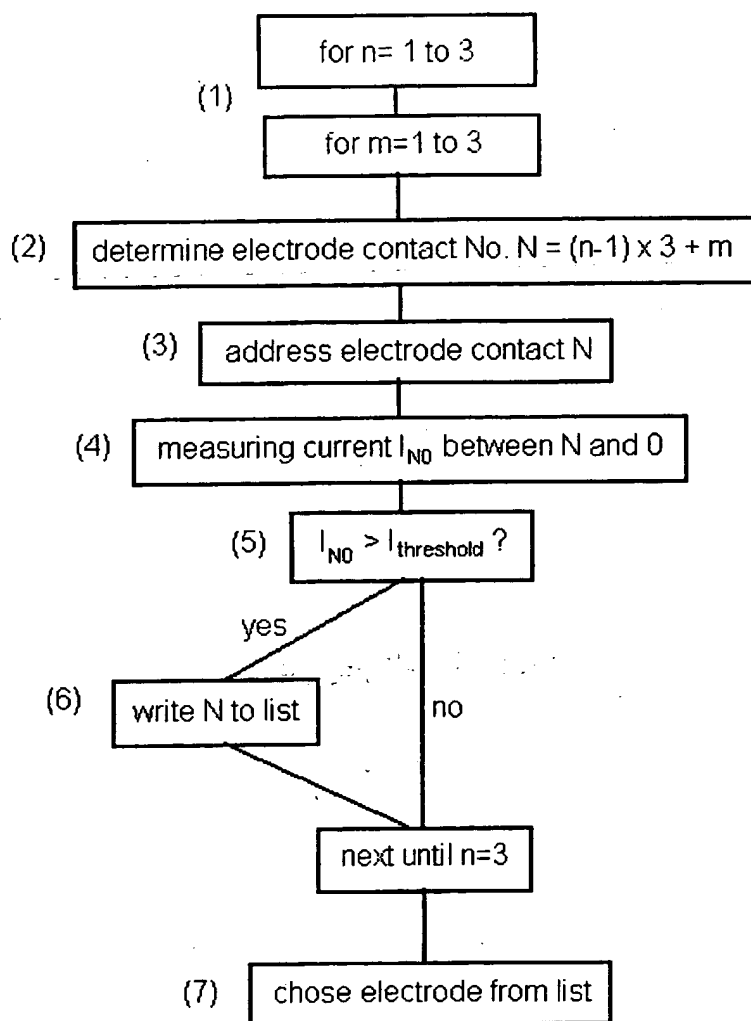 for n= 1 to 3
(1)
for m=1 to 3
(2) determine electrode contact No. N = (n-1) x 3 + m
(3) address electrode contact N
(4) measuring current I_N0 between N and 0
(5) I_N0 > I_threshold ?
yes
(6) write N to list
no
next until n=3
(7) chose electrode from list